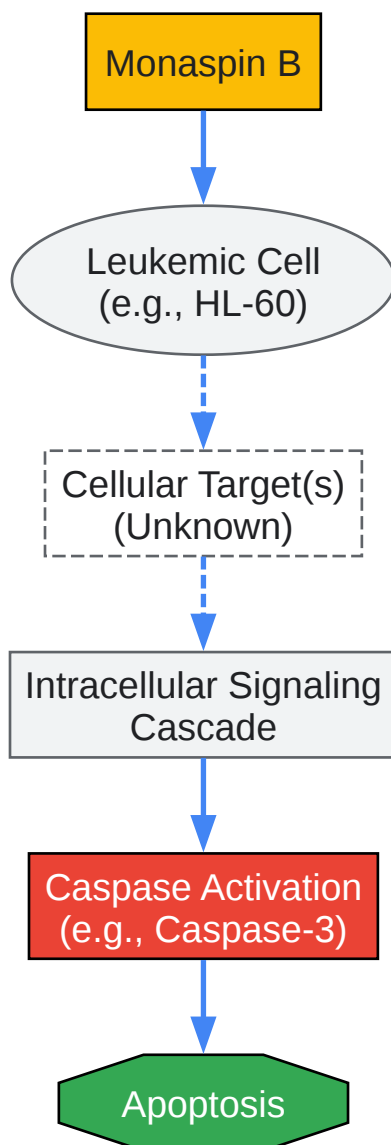 Monaspin B
Leukemic Cell
(e.g., HL-60)
Cellular Target(s)
(Unknown)
Intracellular Signaling
Cascade
Caspase Activation
(e.g., Caspase-3)
Apoptosis